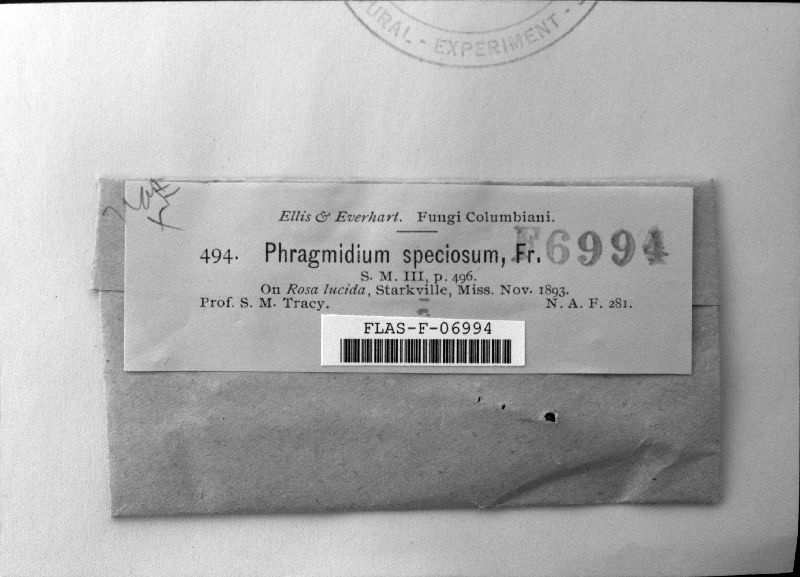 URAL - EXPERIMENT -
Ellis & Everhart. Fungi Columbiani.
494. Phragmidium speciosum, Fr.
F6994
S. M. III, p. 496.
On Rosa lucida, Starkville, Miss. Nov. 1893.
Prof. S. M. Tracy. N. A. F. 281.
FLAS-F-06994